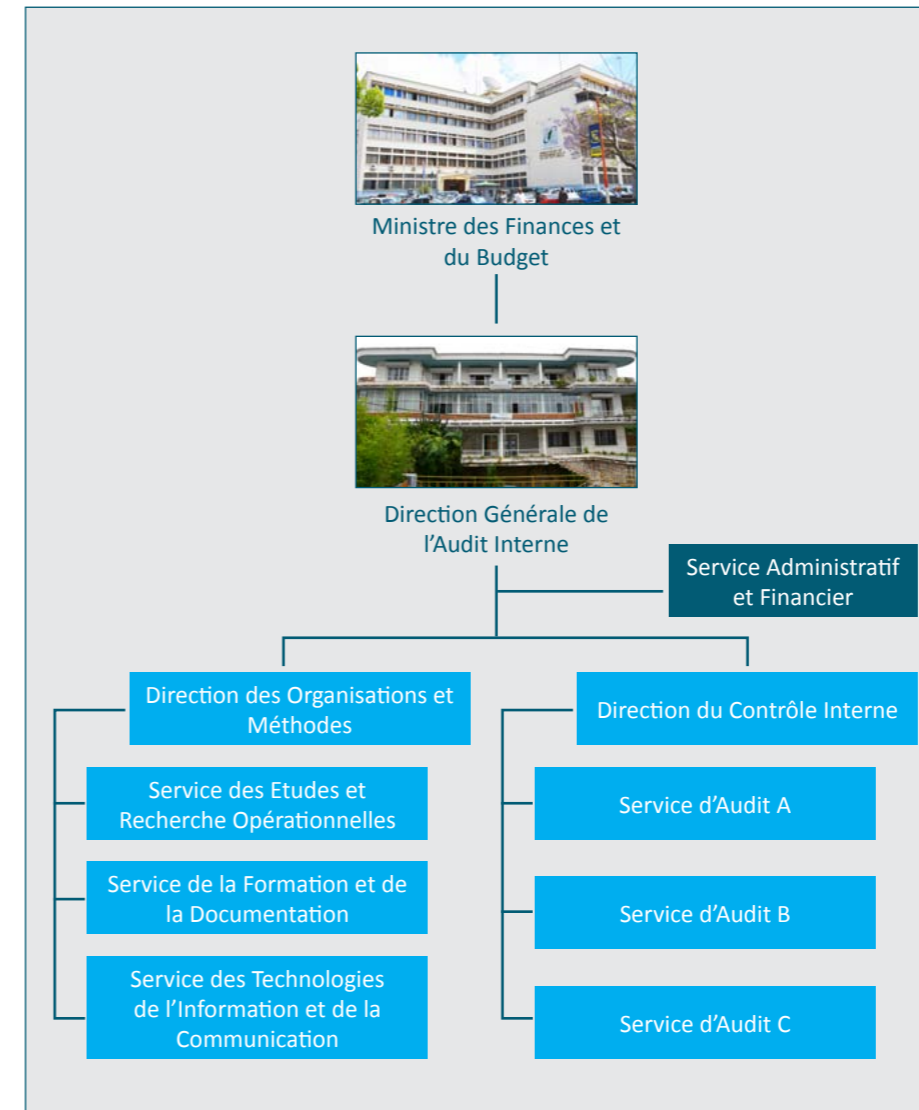 Ministre des Finances et
du Budget
Direction Générale de
l’Audit Interne
Service Administratif
et Financier
Direction des Organisations et
Méthodes
Direction du Contrôle Interne
Service des Etudes et
Recherche Opérationnelles
Service d’Audit A
Service de la Formation et de
la Documentation
Service d’Audit B
Service des Technologies
de l’Information et de la
Communication
Service d’Audit C